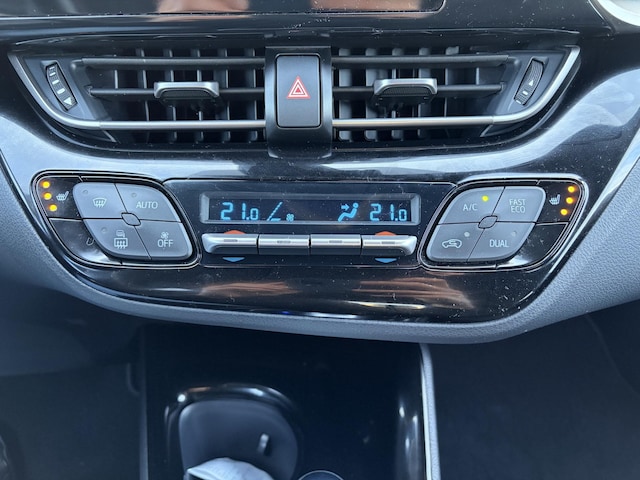 AUTO
OFF
21.0 21.0
A/C FAST ECO
DUAL